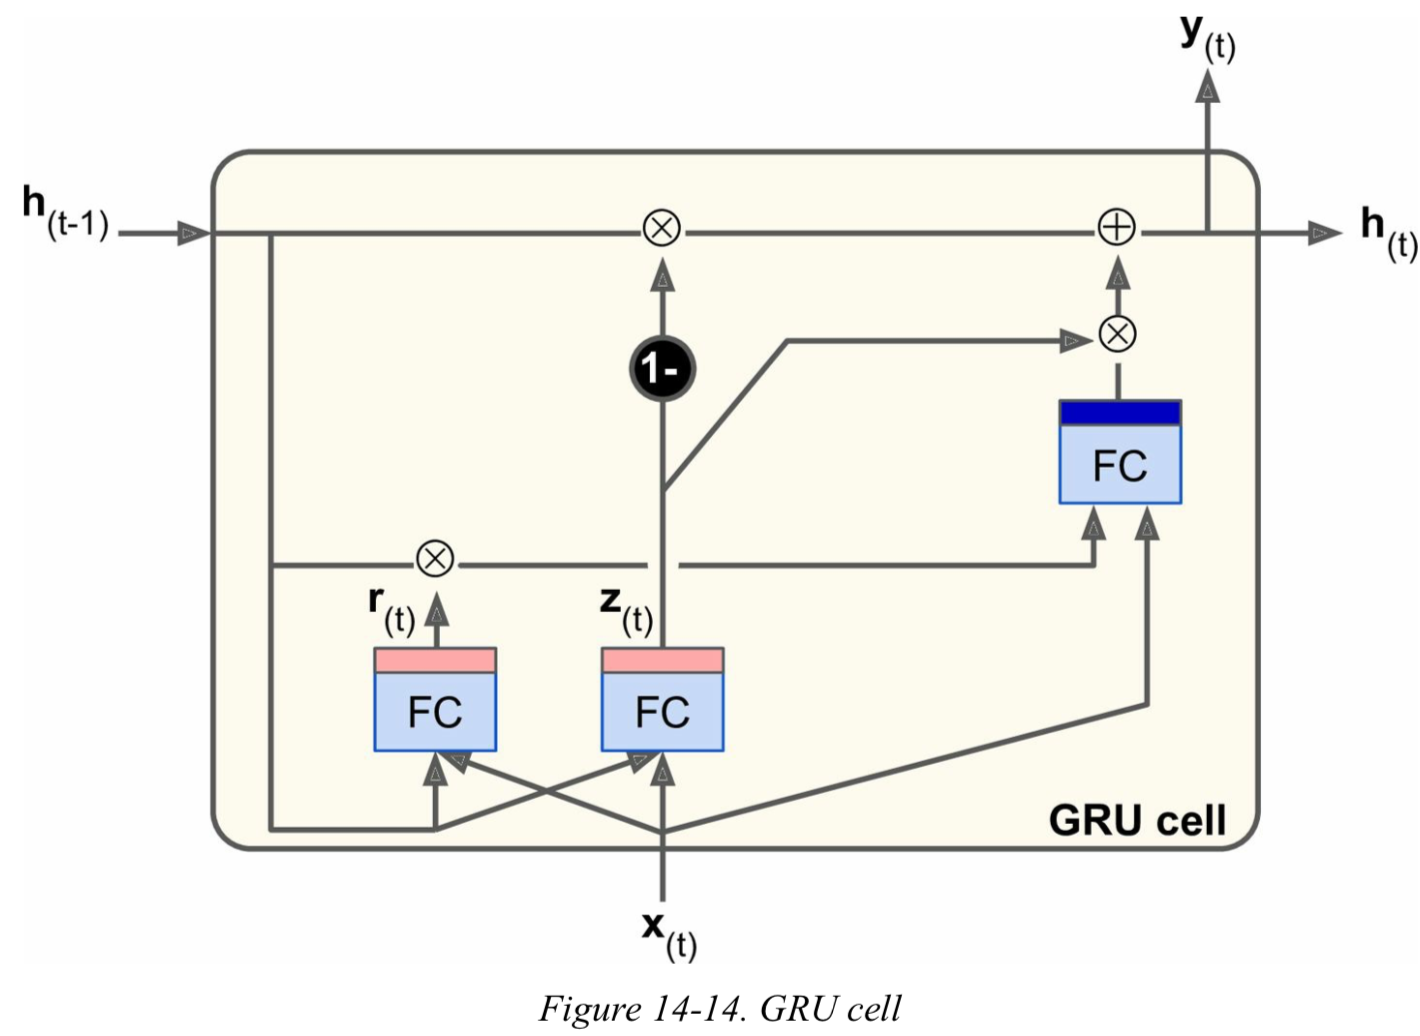 y(t)
h(t-1)
h(t)
1-
FC
r(t)
z(t)
FC
FC
GRU cell
x(t)
Figure 14-14. GRU cell